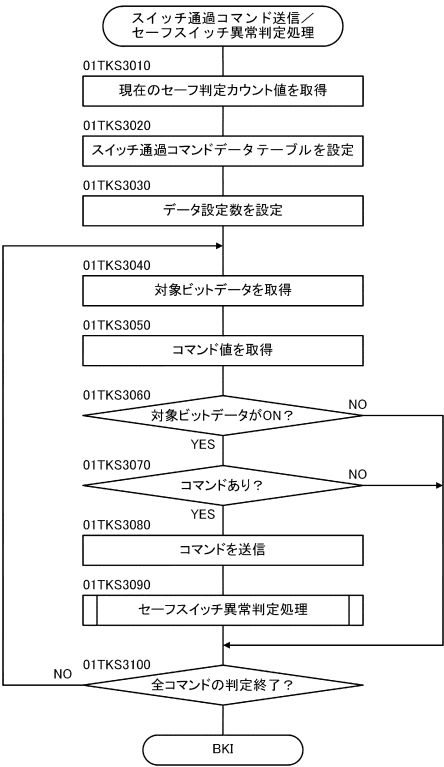 スイッチ通過コマンド送信／
セーフスイッチ異常判定処理
01TKS3010
現在のセーフ判定カウント値を取得
01TKS3020
スイッチ通過コマンドデータテーブルを設定
01TKS3030
データ設定数を設定
01TKS3040
対象ビットデータを取得
01TKS3050
コマンド値を取得
01TKS3060
対象ビットデータがON？
NO
YES
01TKS3070
コマンドあり？
NO
YES
01TKS3080
コマンドを送信
01TKS3090
セーフスイッチ異常判定処理
01TKS3100
NO
全コマンドの判定終了？
BKI